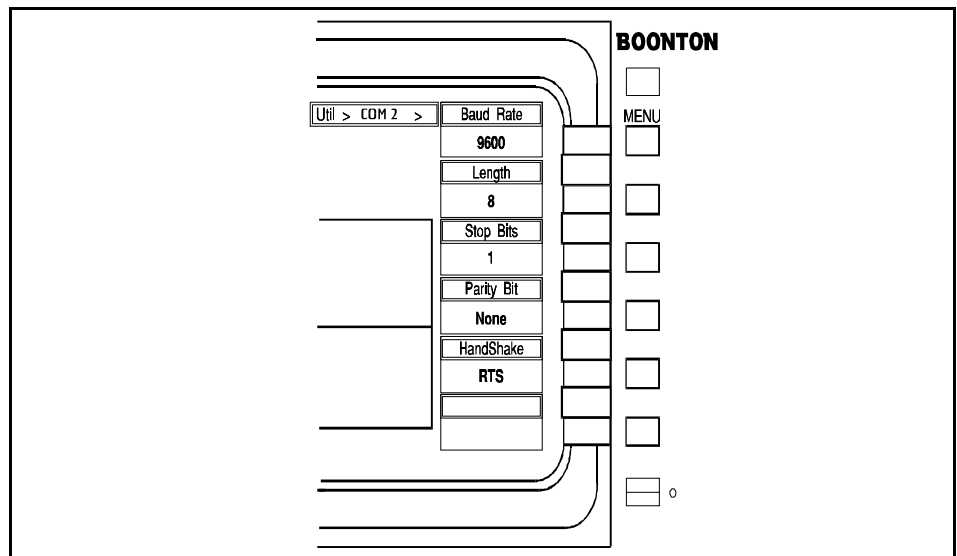 BOONTON
MENU
Util > COM 2 >
Baud Rate
9600
Length
8
Stop Bits
1
Parity Bit
None
HandShake
RTS
O